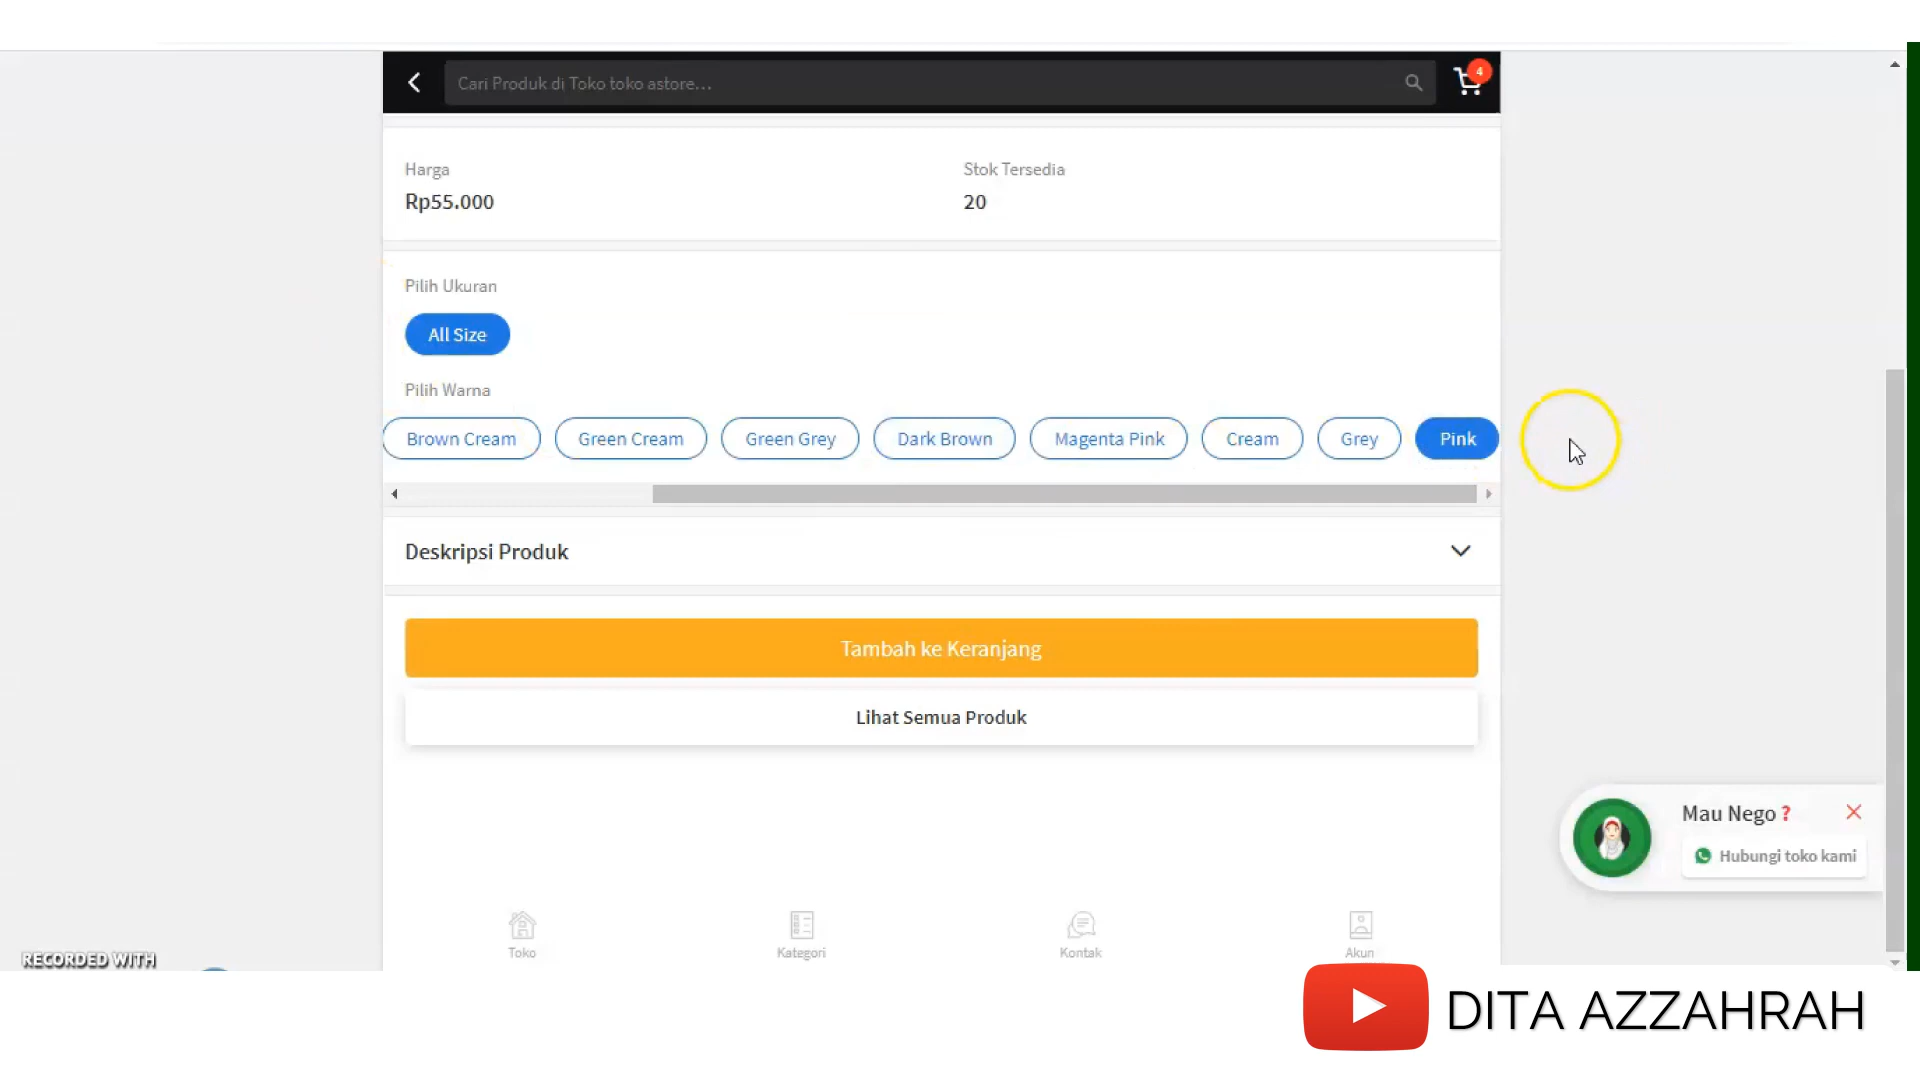 Cari Produk di Toko toko astore...
4
Harga
Stok Tersedia
Rp55.000
20
Pilih Ukuran
All Size
Pilih Warna
Brown Cream
Green Cream
Green Grey
Dark Brown
Magenta Pink
Cream
Grey
Pink
Deskripsi Produk
Tambah ke Keranjang
Lihat Semua Produk
Mau Nego ?
Hubungi toko kami
Toko
Kategori
Kontak
Akun
RECORDED WITH
DITA AZZAHRAH